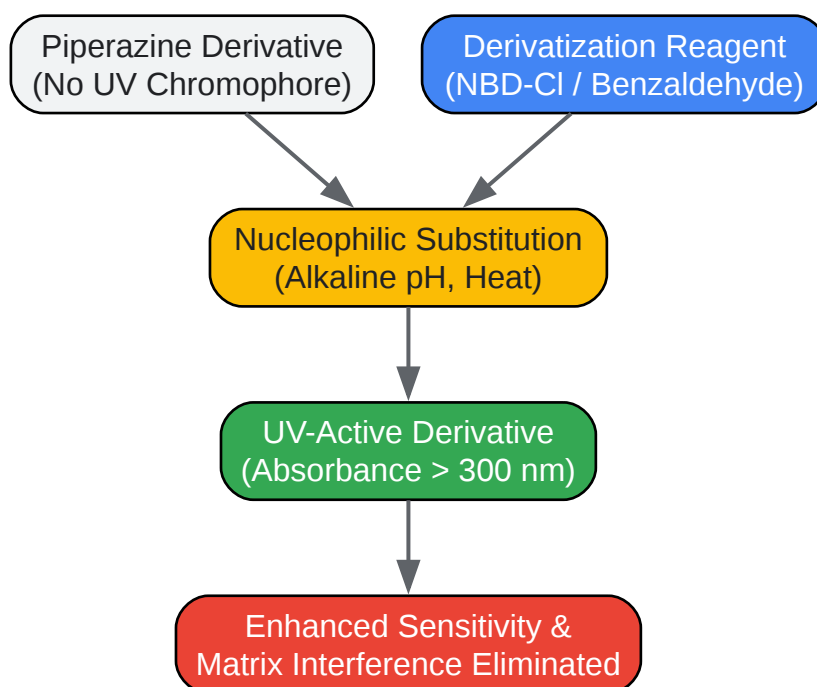 Piperazine Derivative
(No UV Chromophore)
Derivatization Reagent
(NBD-Cl / Benzaldehyde)
Nucleophilic Substitution
(Alkaline pH, Heat)
UV-Active Derivative
(Absorbance > 300 nm)
Enhanced Sensitivity &
Matrix Interference Eliminated